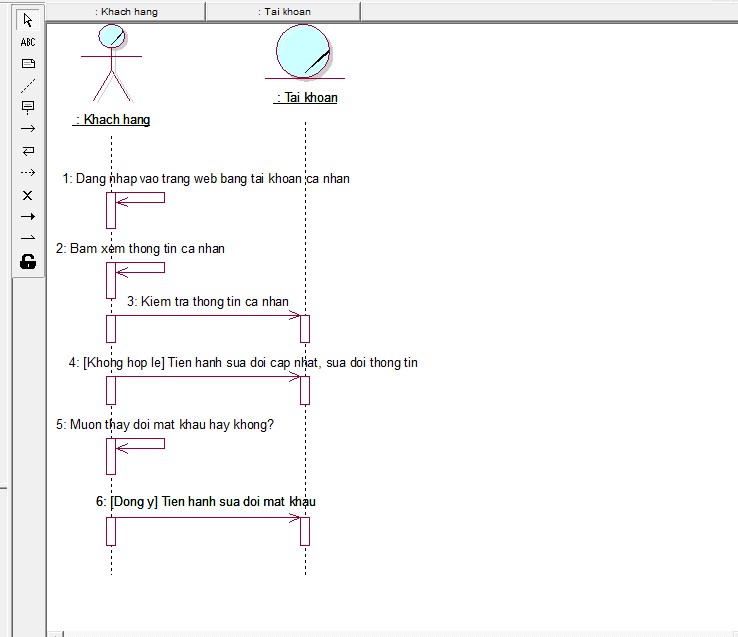 : Khach hang
: Tai khoan
ABC
: Khach hang
: Tai khoan
1: Dang nhap vao trang web bang tai khoan ca nhan
2: Bam xem thong tin ca nhan
3: Kiem tra thong tin ca nhan
4: [Khong hop le] Tien hanh sua doi cap nhat, sua doi thong tin
5: Muon thay doi mat khau hay khong?
6: [Dong y] Tien hanh sua doi mat khau